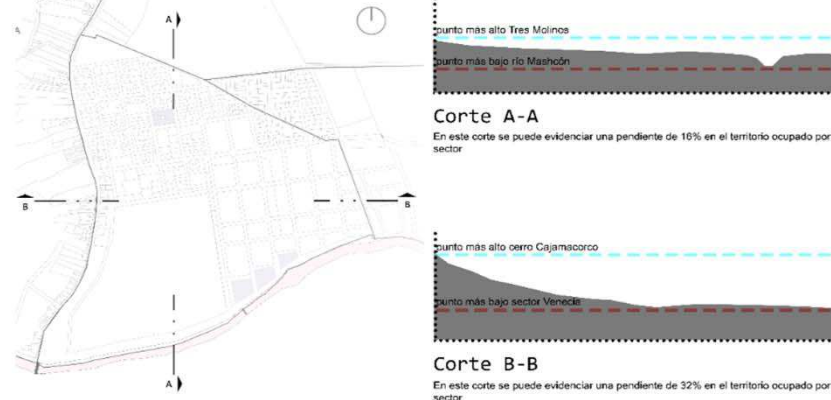 A
B
B
A
punto más alto Tres Molinos
punto más bajo río Mashcón
Corte A-A
En este corte se puede evidenciar una pendiente de 16% en el territorio ocupado por
sector
punto más alto cerro Cajamacorco
punto más bajo sector Venecia
Corte B-B
En este corte se puede evidenciar una pendiente de 32% en el territorio ocupado por
sector